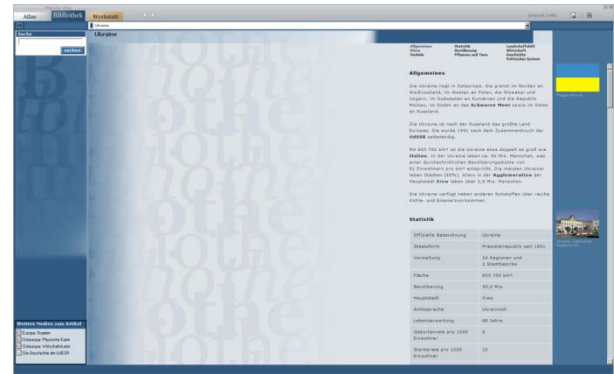 Atlas Bibliothek Werkstatt
Ukraine
Suche
suchen
Ukraine
Allgemeines
Statistik
Bevölkerung
Pflanzen und Tiere
Landschaftsbild
Wirtschaft
Geschichte
Politisches System
Allgemeines
Die Ukraine liegt in Osteuropa. Sie grenzt im Norden an
Weißrussland, im Westen an Polen, die Slowakei und
Ungarn, im Südwesten an Rumänien und die Republik
Moldau, im Süden an das Schwarze Meer sowie im Osten
an Russland.
Die Ukraine ist nach der Russland das größte Land
Europas. Sie wurde 1991 nach dem Zusammenbruch der
UdSSR selbständig.
Mit 603 700 km² ist die Ukraine etwa doppelt so groß wie
Italien. In der Ukraine leben ca. 50 Mio. Menschen, was
einer durchschnittlichen Bevölkerungsdichte von
Einwohnern pro km² entspricht. Die meisten Ukrainer
leben Städten (68%). Allein in der Agglomeration der
Hauptstadt Kiew leben über 2,5 Mio. Menschen.
Die Ukraine verfügt neben anderen Rohstoffen über reiche
Kohle- und Eisenerzvorkommen.
Statistik
Offizielle Bezeichnung Ukraine
Staatsform Präsidialrepublik seit 1991
Verwaltung 24 Regionen und
2 Stadtbezirke
Fläche 603 700 km²
Bevölkerung 50,0 Mio.
Hauptstadt Kiew
Amtssprache Ukrainisch
Lebenserwartung 68 Jahre
Geburtenrate pro 1000
Einwohner
Sterberate pro 1000
Einwohner
Weitere Medien zum Artikel
Europa: Staaten
Osteuropa: Physische Karte
Osteuropa: Wirtschaftskarte
Die Geschichte der UdSSR